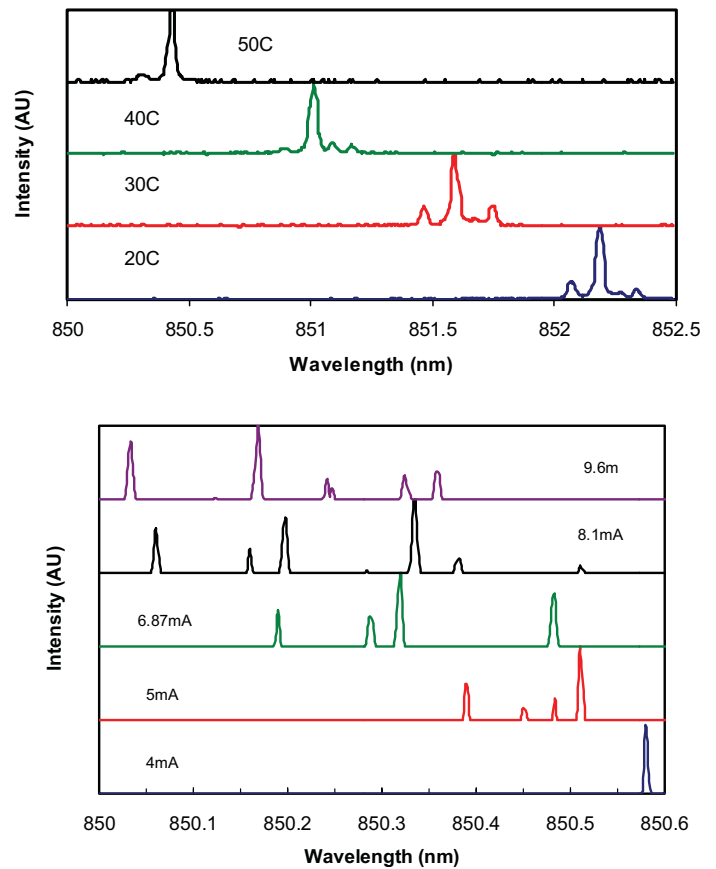 50C
40C
30C
20C
Intensity (AU)
850 850.5 851 851.5 852 852.5
Wavelength (nm)
9.6m
8.1mA
6.87mA
5mA
4mA
Intensity (AU)
850 850.1 850.2 850.3 850.4 850.5 850.6
Wavelength (nm)